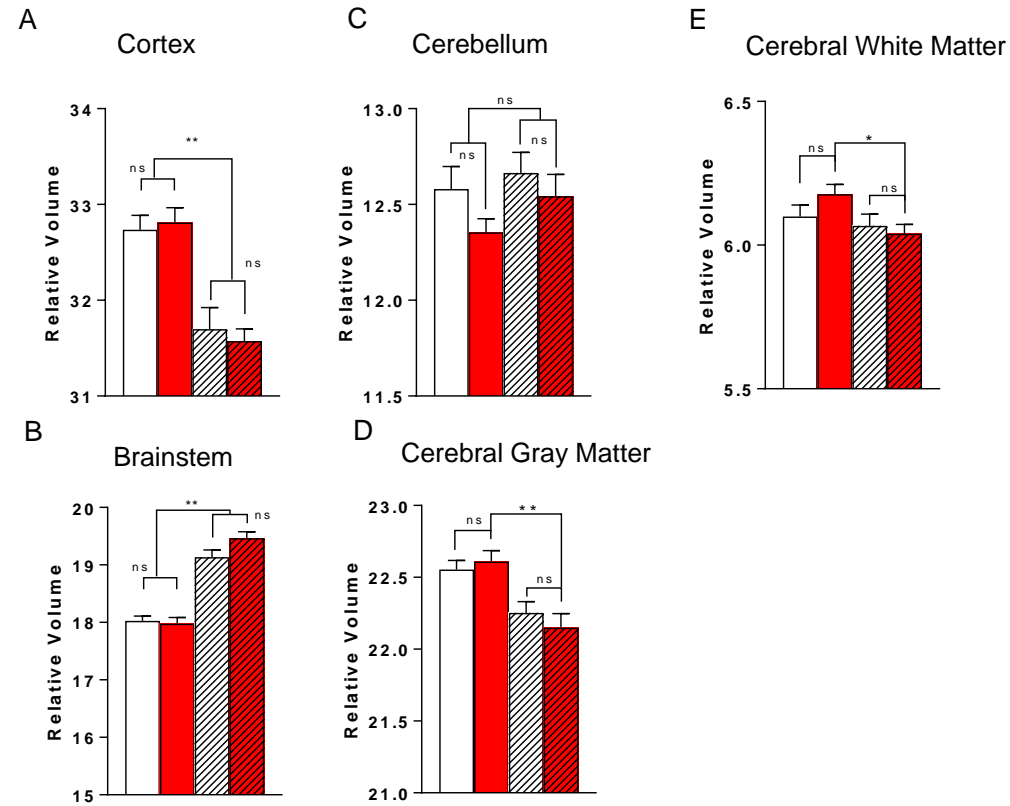 A
Cortex
Relative Volume
34
33
32
31
ns
**
ns
B
Brainstem
Relative Volume
20
19
18
17
16
15
ns
**
ns
C
Cerebellum
Relative Volume
13.0
12.5
12.0
11.5
ns
ns
ns
D
Cerebral Gray Matter
Relative Volume
23.0
22.5
22.0
21.5
21.0
ns
**
ns
E
Cerebral White Matter
Relative Volume
6.5
6.0
5.5
ns
*
ns